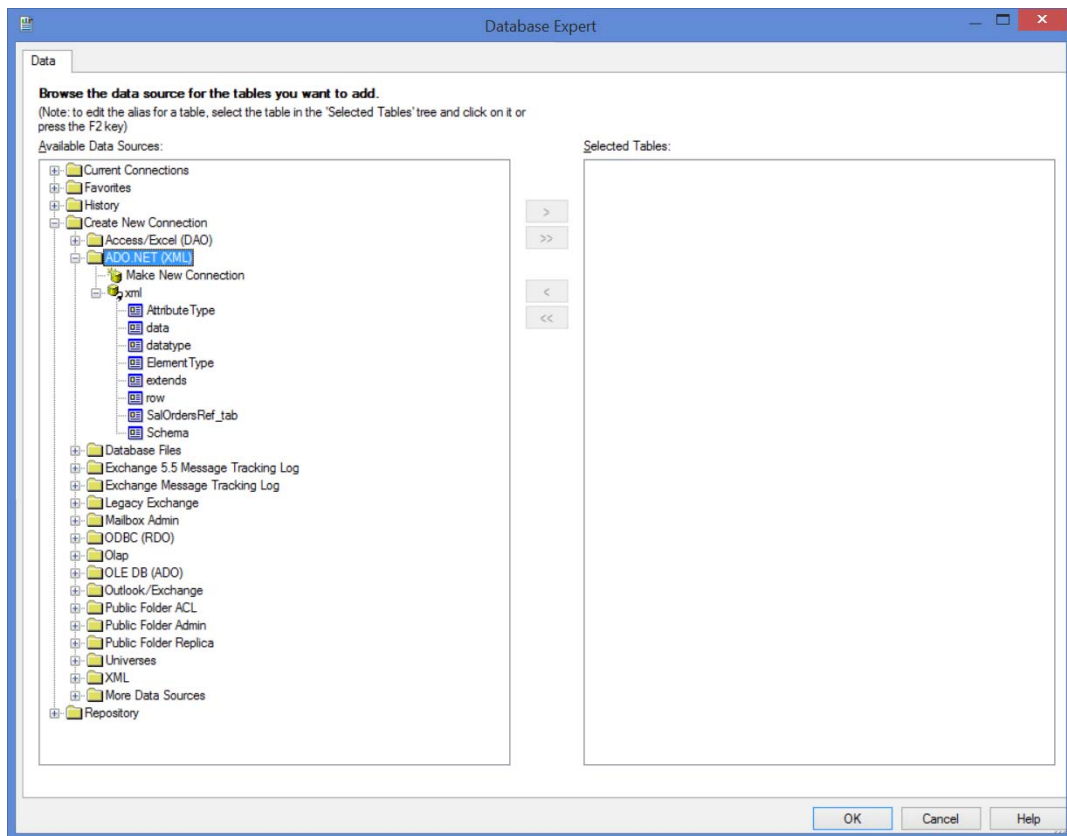 Database Expert
Data
Browse the data source for the tables you want to add.
(Note: to edit the alias for a table, select the table in the 'Selected Tables' tree and click on it or
press the F2 key)
Available Data Sources:
Selected Tables:
Current Connections
Favorites
History
Create New Connection
Access/Excel (DAO)
ADO.NET (XML)
Make New Connection
xml
AttributeType
data
datatype
ElementType
extends
row
SalOrdersRef_tab
Schema
Database Files
Exchange 5.5 Message Tracking Log
Exchange Message Tracking Log
Legacy Exchange
Mailbox Admin
ODBC (RDO)
Olap
OLE DB (ADO)
Outlook/Exchange
Public Folder ACL
Public Folder Admin
Public Folder Replica
Universes
XML
More Data Sources
Repository
>
>>
<
<<
OK Cancel Help